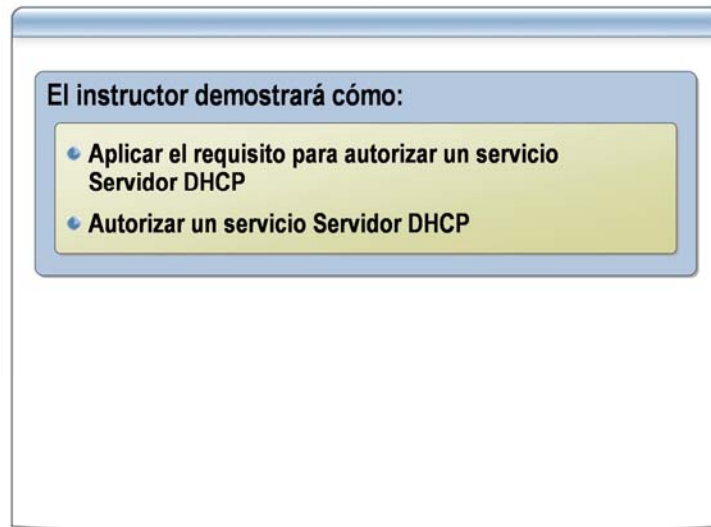 El instructor demostrará cómo:
Aplicar el requisito para autorizar un servicio
Servidor DHCP
Autorizar un servicio Servidor DHCP